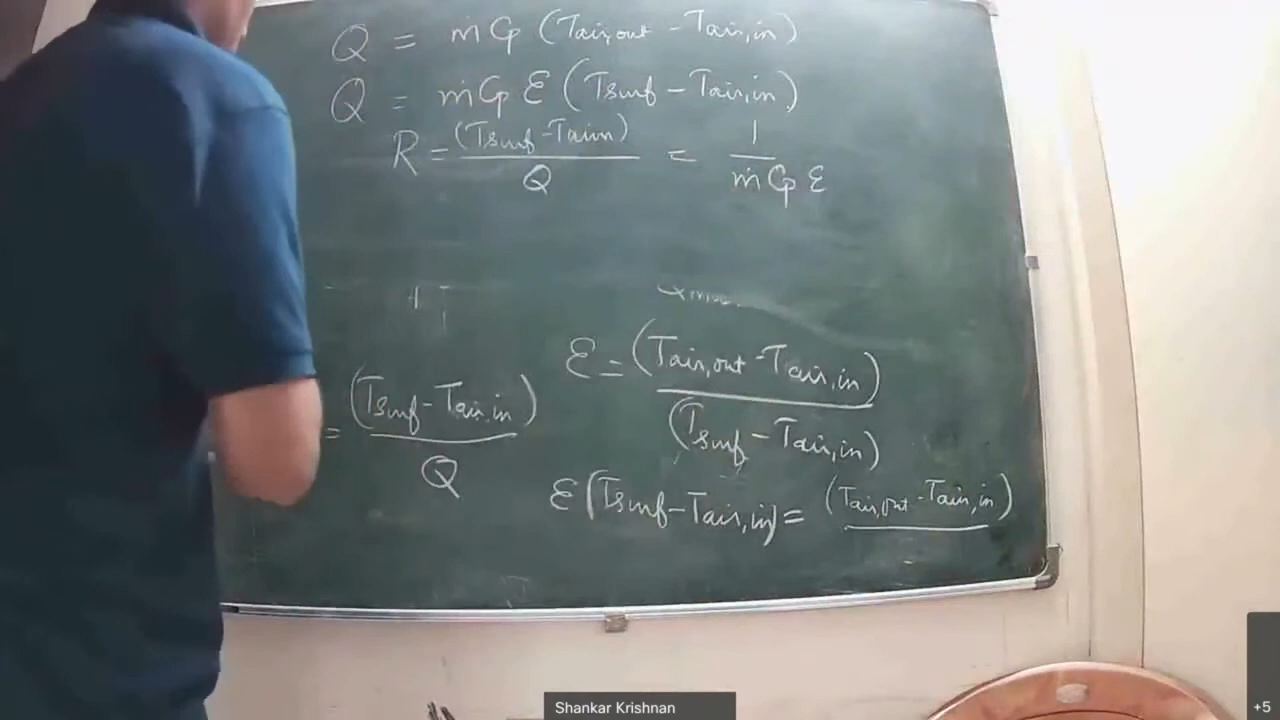 Q = ṁ Cp (Tair,out - Tair,in)
Q = ṁ Cp ε (Tsurf - Tair,in)
R = (Tsurf - Tairin) / Q = 1 / ṁ Cp ε
= (Tsurf - Tair,in) / Q
ε = (Tair,out - Tair,in) / (Tsurf - Tair,in)
ε (Tsurf - Tair,in) = (Tair,out - Tair,in)
Shankar Krishnan
+5